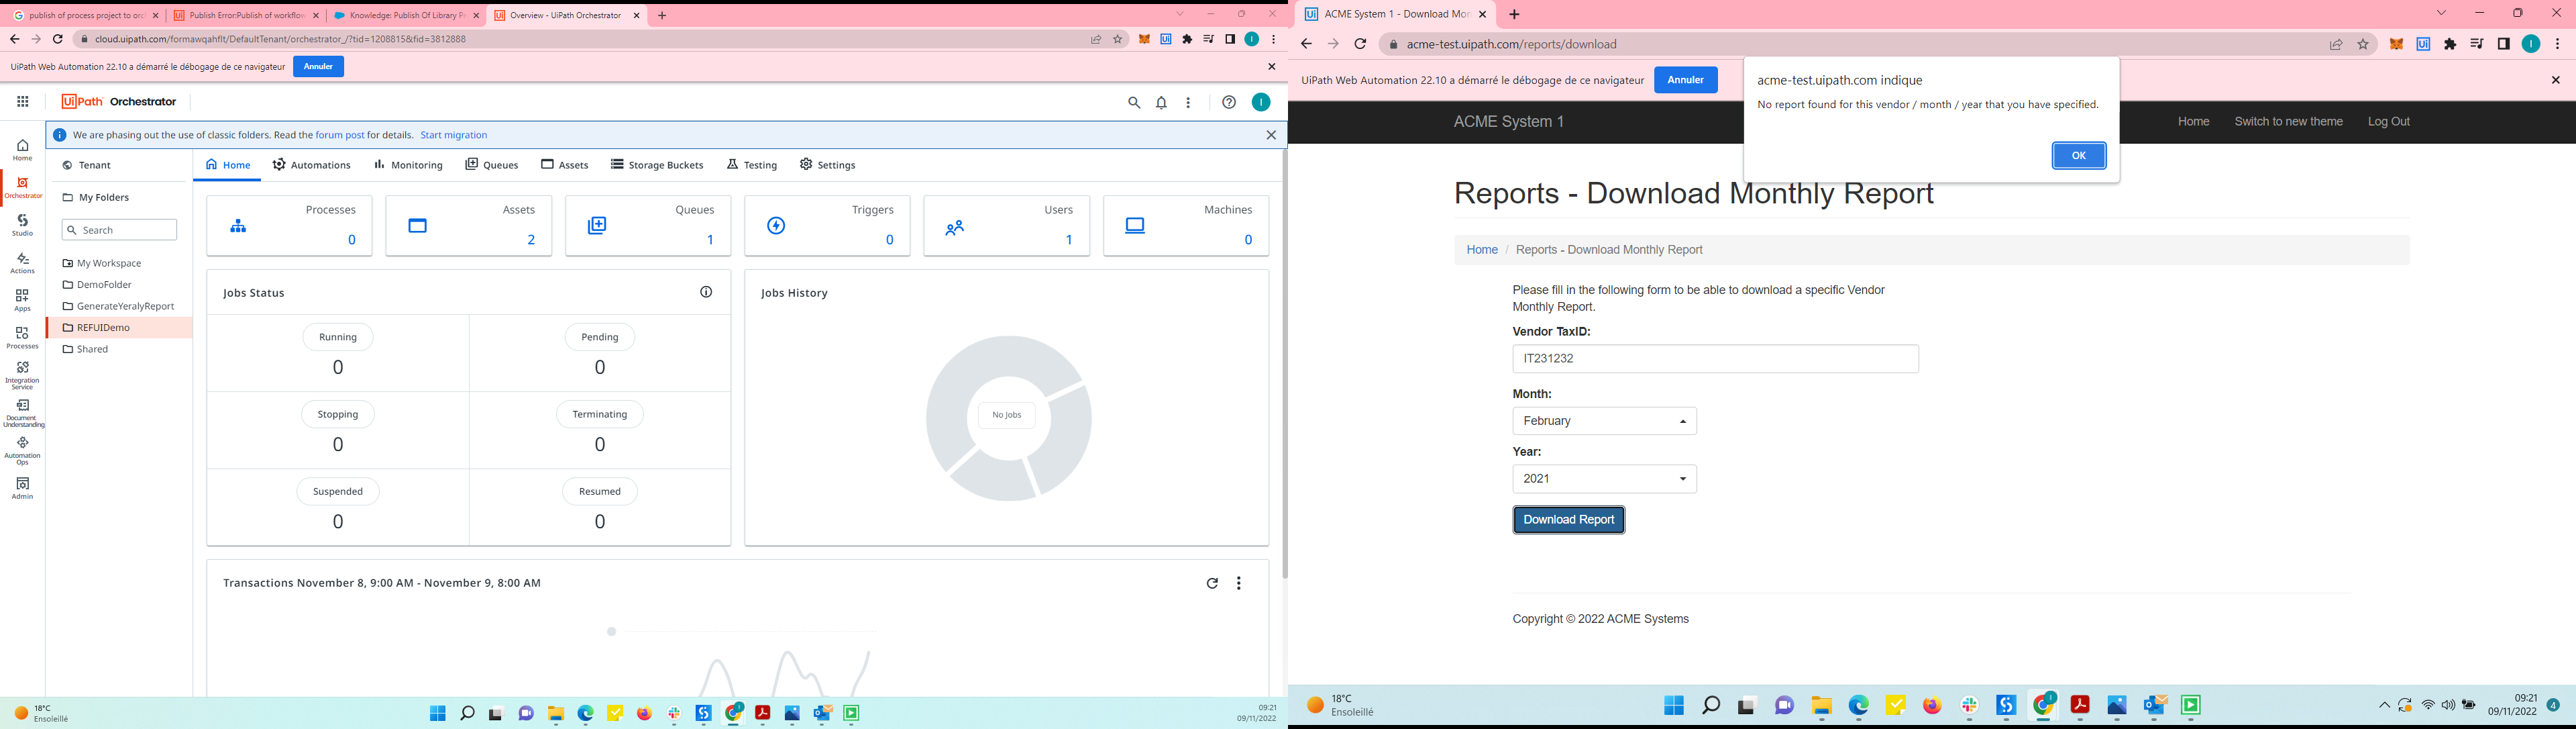 publish of process project to orc
Publish Error:Publish of workflow
Knowledge: Publish Of Library P
Overview - UiPath Orchestrator
cloud.uipath.com/formawqahflt/DefaultTenant/orchestrator_/?tid=1208815&fid=3812888
UiPath Web Automation 22.10 a démarré le débogage de ce navigateur
Annuler
UiPath Orchestrator
We are phasing out the use of classic folders. Read the forum post for details. Start migration
Home
Orchestrator
Studio
Actions
Apps
Processes
Integration
Service
Document
Understanding
Automation
Ops
Admin
Tenant
My Folders
Search
My Workspace
DemoFolder
GenerateYeralyReport
REFUIDemo
Shared
Home
Automations
Monitoring
Queues
Assets
Storage Buckets
Testing
Settings
Processes
0
Assets
2
Queues
1
Triggers
0
Users
1
Machines
0
Jobs Status
Running
0
Pending
0
Stopping
0
Terminating
0
Suspended
0
Resumed
0
Jobs History
No Jobs
Transactions November 8, 9:00 AM - November 9, 8:00 AM
18°C
Ensoleillé
09:21
09/11/2022
ACME System 1 - Download Mon
acme-test.uipath.com/reports/download
UiPath Web Automation 22.10 a démarré le débogage de ce navigateur
Annuler
acme-test.uipath.com indique
No report found for this vendor / month / year that you have specified.
OK
ACME System 1
Home
Switch to new theme
Log Out
Reports - Download Monthly Report
Home / Reports - Download Monthly Report
Please fill in the following form to be able to download a specific Vendor
Monthly Report.
Vendor TaxID:
IT231232
Month:
February
Year:
2021
Download Report
Copyright © 2022 ACME Systems
18°C
Ensoleillé
09:21
09/11/2022
4